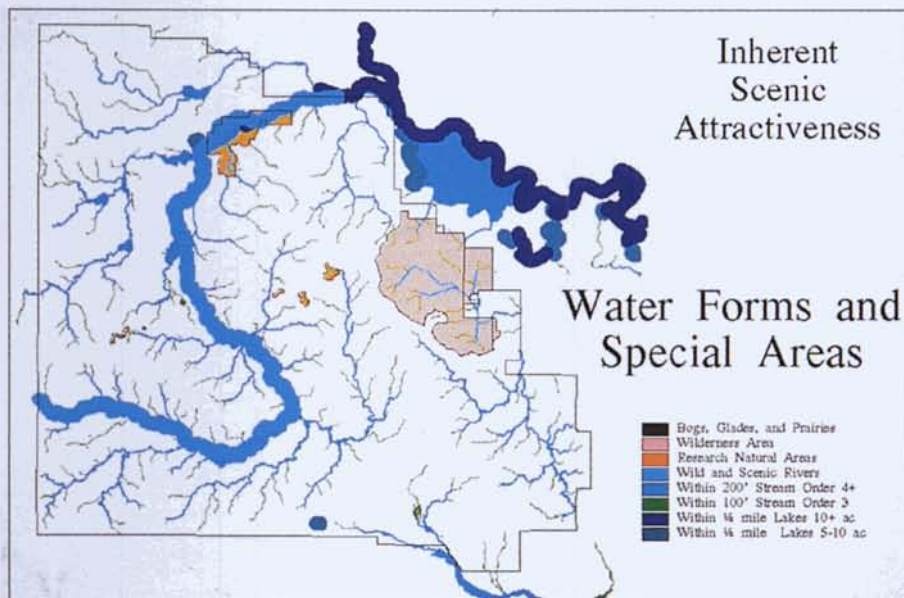 Inherent
Scenic
Attractiveness
Water Forms and
Special Areas
Bogs, Glades, and Prairies
Wilderness Area
Research Natural Areas
Wild and Scenic Rivers
Within 200' Stream Order 4+
Within 100' Stream Order 3
Within ¼ mile Lakes 10+ ac
Within ¼ mile Lakes 5-10 ac